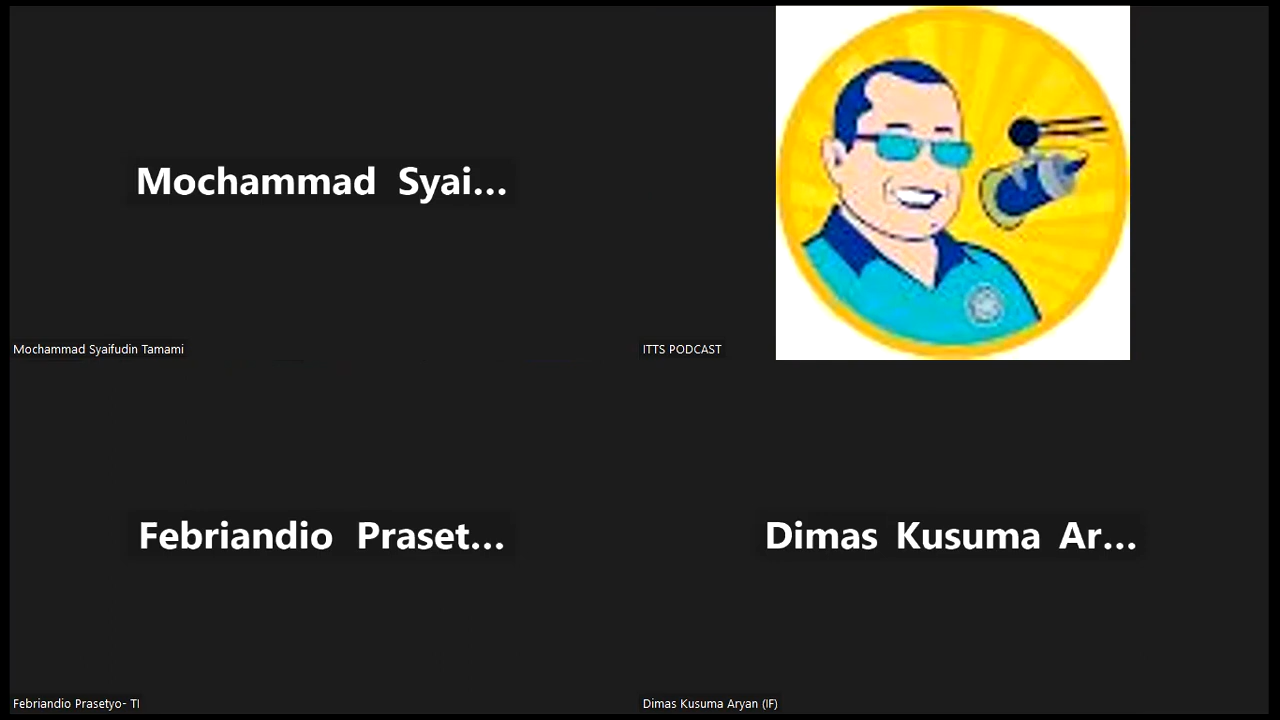 Mochammad Syai...
Mochammad Syaifudin Tamami
ITTS PODCAST
Febriandio Praset...
Febriandio Prasetyo- TI
Dimas Kusuma Ar...
Dimas Kusuma Aryan (IF)